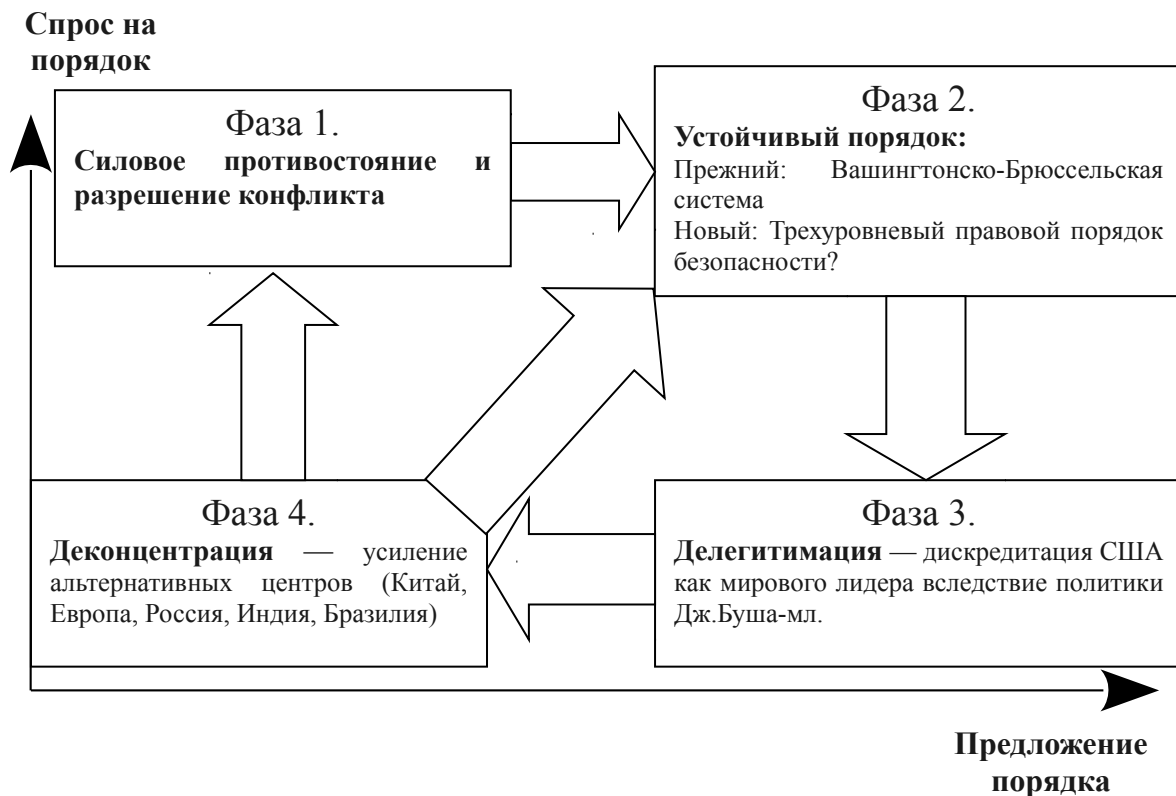 Спрос на
порядок
Фаза 1.
Силовое противостояние и
разрешение конфликта
Фаза 2.
Устойчивый порядок:
Прежний: Вашингтонско-Брюссельская
система
Новый: Трехуровневый правовой порядок
безопасности?
Фаза 4.
Деконцентрация — усиление
альтернативных центров (Китай,
Европа, Россия, Индия, Бразилия)
Фаза 3.
Делегитимация — дискредитация США
как мирового лидера вследствие политики
Дж.Буша-мл.
Предложение
порядка